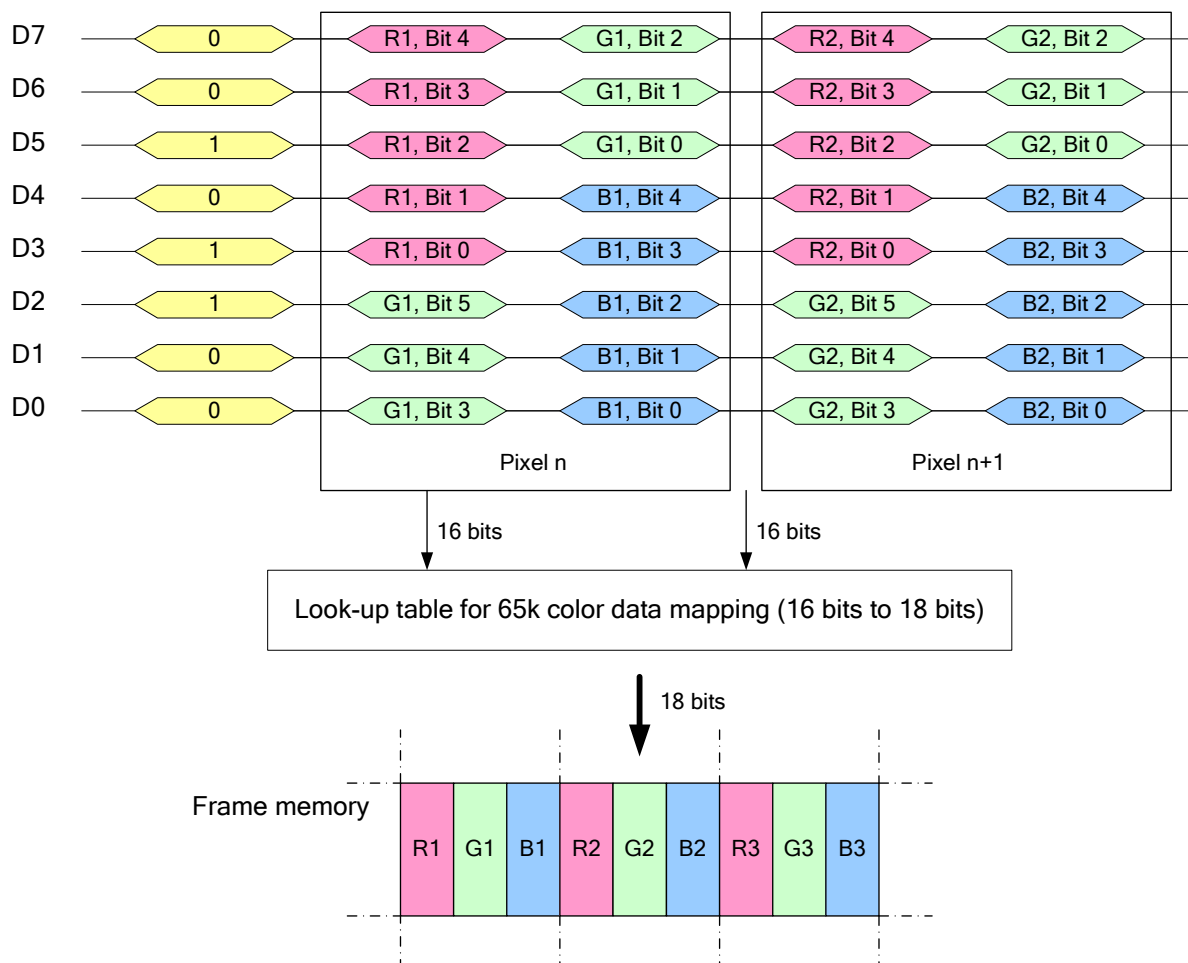 D7 0 R1, Bit 4 G1, Bit 2 R2, Bit 4 G2, Bit 2
D6 0 R1, Bit 3 G1, Bit 1 R2, Bit 3 G2, Bit 1
D5 1 R1, Bit 2 G1, Bit 0 R2, Bit 2 G2, Bit 0
D4 0 R1, Bit 1 B1, Bit 4 R2, Bit 1 B2, Bit 4
D3 1 R1, Bit 0 B1, Bit 3 R2, Bit 0 B2, Bit 3
D2 1 G1, Bit 5 B1, Bit 2 G2, Bit 5 B2, Bit 2
D1 0 G1, Bit 4 B1, Bit 1 G2, Bit 4 B2, Bit 1
D0 0 G1, Bit 3 B1, Bit 0 G2, Bit 3 B2, Bit 0
Pixel n Pixel n+1
16 bits 16 bits
Look-up table for 65k color data mapping (16 bits to 18 bits)
18 bits
Frame memory
R1 G1 B1 R2 G2 B2 R3 G3 B3